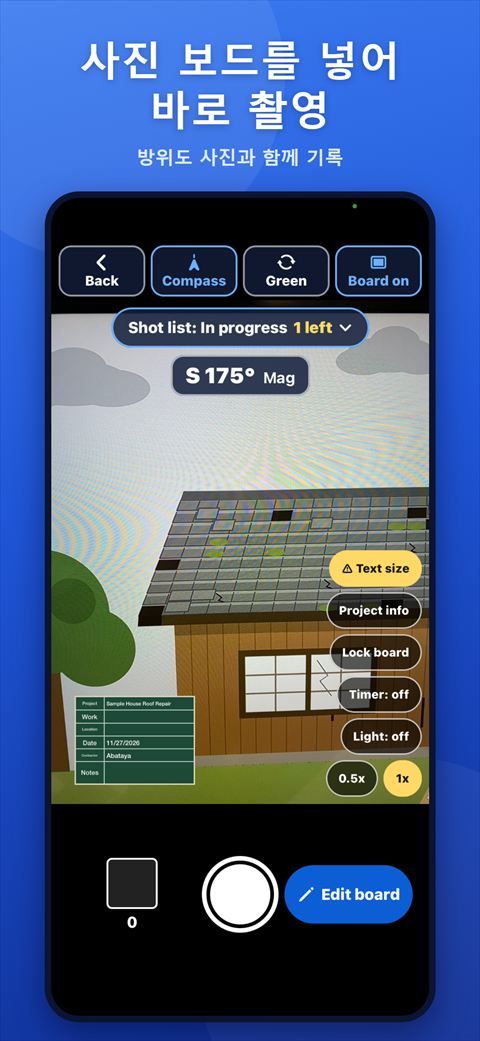 사진 보드를 넣어
바로 촬영
방위도 사진과 함께 기록
Back
Compass
Green
Board on
Shot list: In progress 1 left
S 175° Mag
Text size
Project info
Lock board
Timer: off
Light: off
0.5x
1x
Project Sample House Roof Repair
Work
Location
Date 11/27/2026
Contractor Abataya
Notes
0
Edit board